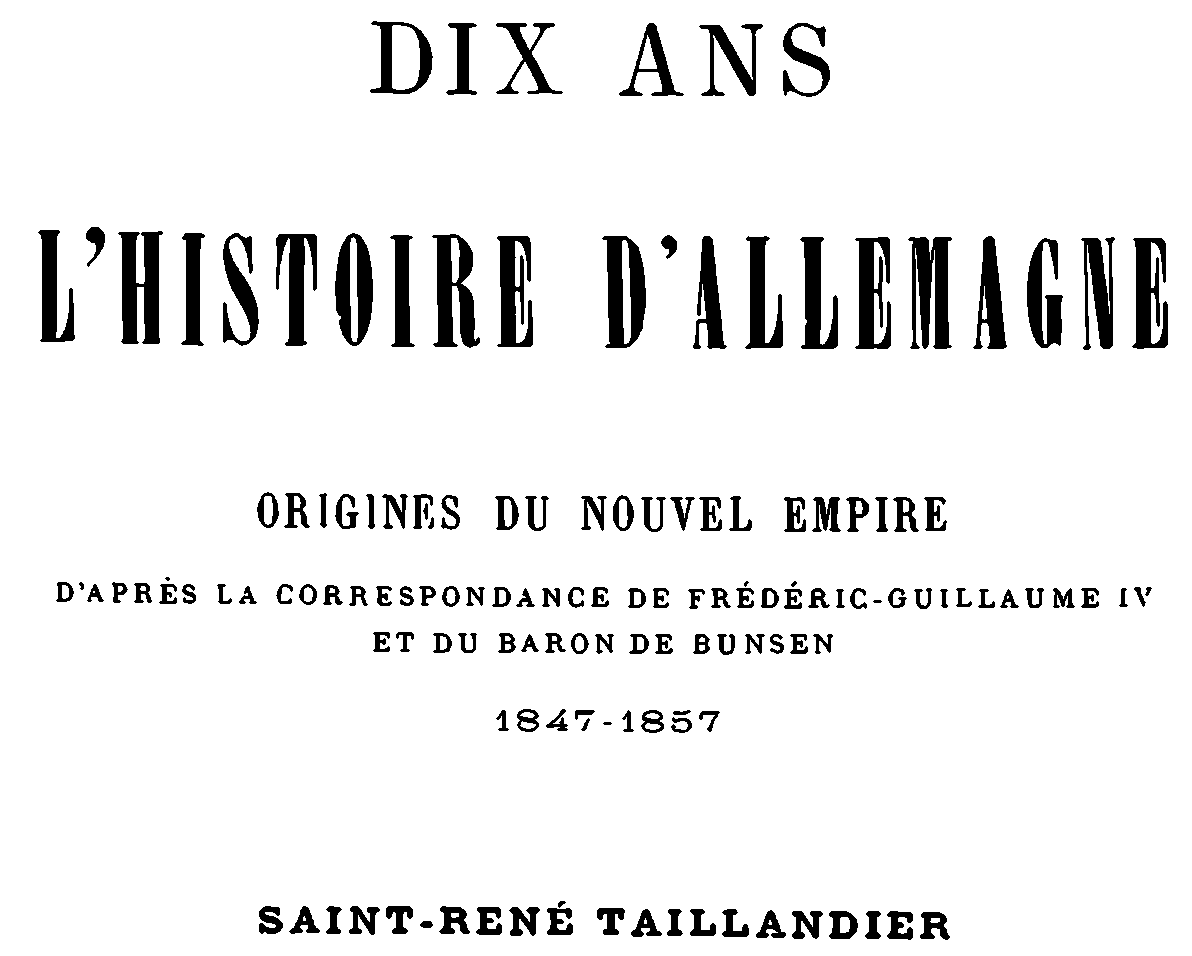 DIX ANS
L'HISTOIRE D'ALLEMAGNE
ORIGINES DU NOUVEL EMPIRE
D'APRÈS LA CORRESPONDANCE DE FRÉDÉRIC-GUILLAUME IV
ET DU BARON DE BUNSEN
1847-1857
SAINT-RENÉ TAILLANDIER